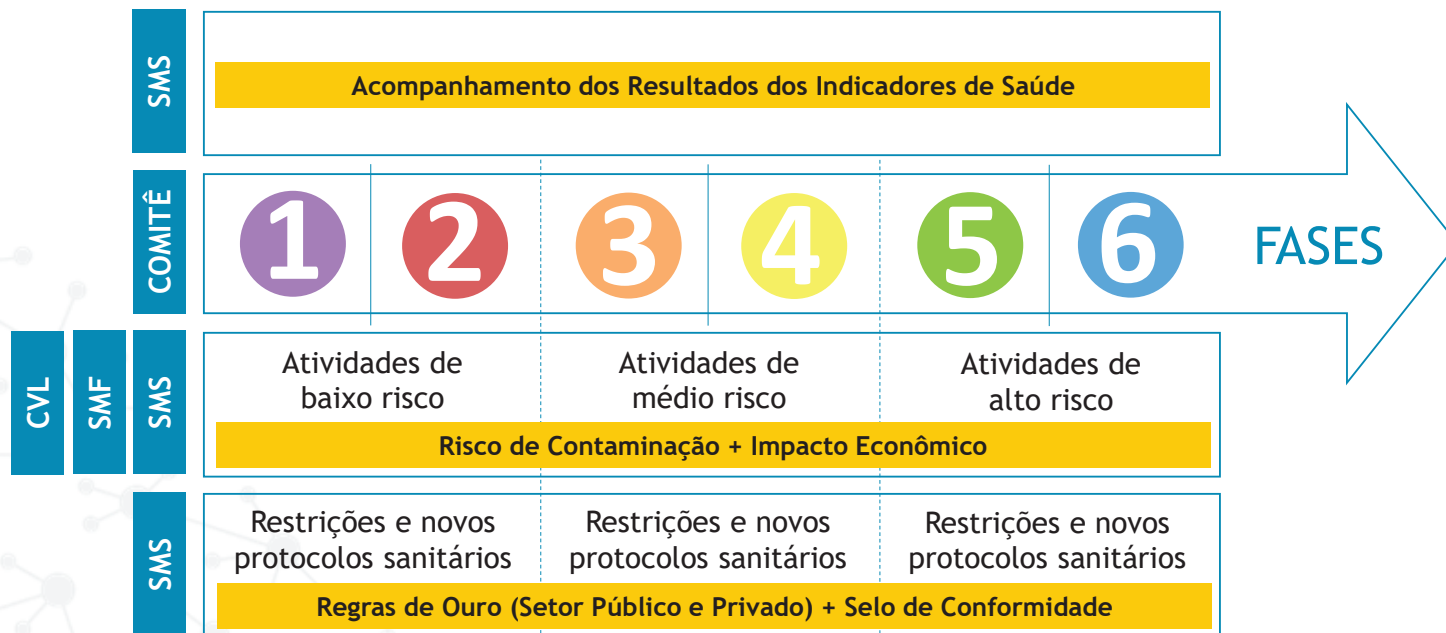 SMS
Acompanhamento dos Resultados dos Indicadores de Saúde
COMITÊ
1 2 3 4 5 6
FASES
CVL
SMF
SMS
Atividades de
baixo risco
Atividades de
médio risco
Atividades de
alto risco
Risco de Contaminação + Impacto Econômico
SMS
Restrições e novos
protocolos sanitários
Restrições e novos
protocolos sanitários
Restrições e novos
protocolos sanitários
Regras de Ouro (Setor Público e Privado) + Selo de Conformidade